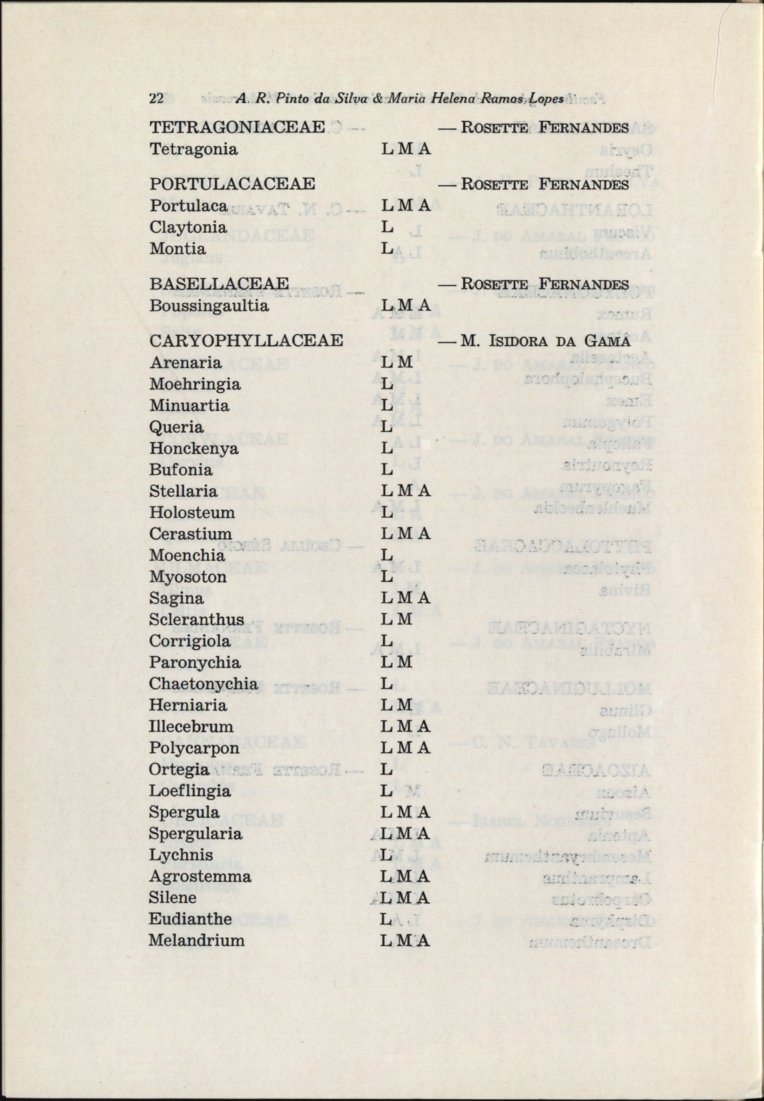 22 A. R. Pinto da Silva & Maria Helena Ramos Lopes
TETRAGONIACEAE — ROSETTE FERNANDES
Tetragonia L M A
PORTULACACEAE — ROSETTE FERNANDES
Portulaca L M A
Claytonia L
Montia L
BASELLACEAE — ROSETTE FERNANDES
Boussingaultia L M A
CARYOPHYLLACEAE — M. ISIDORA DA GAMA
Arenaria L M
Moehringia L
Minuartia L
Queria L
Honckenya L
Bufonia L
Stellaria L M A
Holosteum L
Cerastium L M A
Moenchia L
Myosoton L
Sagina L M A
Scleranthus L M
Corrigiola L
Paronychia L M
Chaetonychia L
Herniaria L M
Illecebrum L M A
Polycarpon L M A
Ortegia L
Loeflingia L
Spergula L M A
Spergularia L M A
Lychnis L
Agrostemma L M A
Silene L M A
Eudianthe L
Melandrium L M A